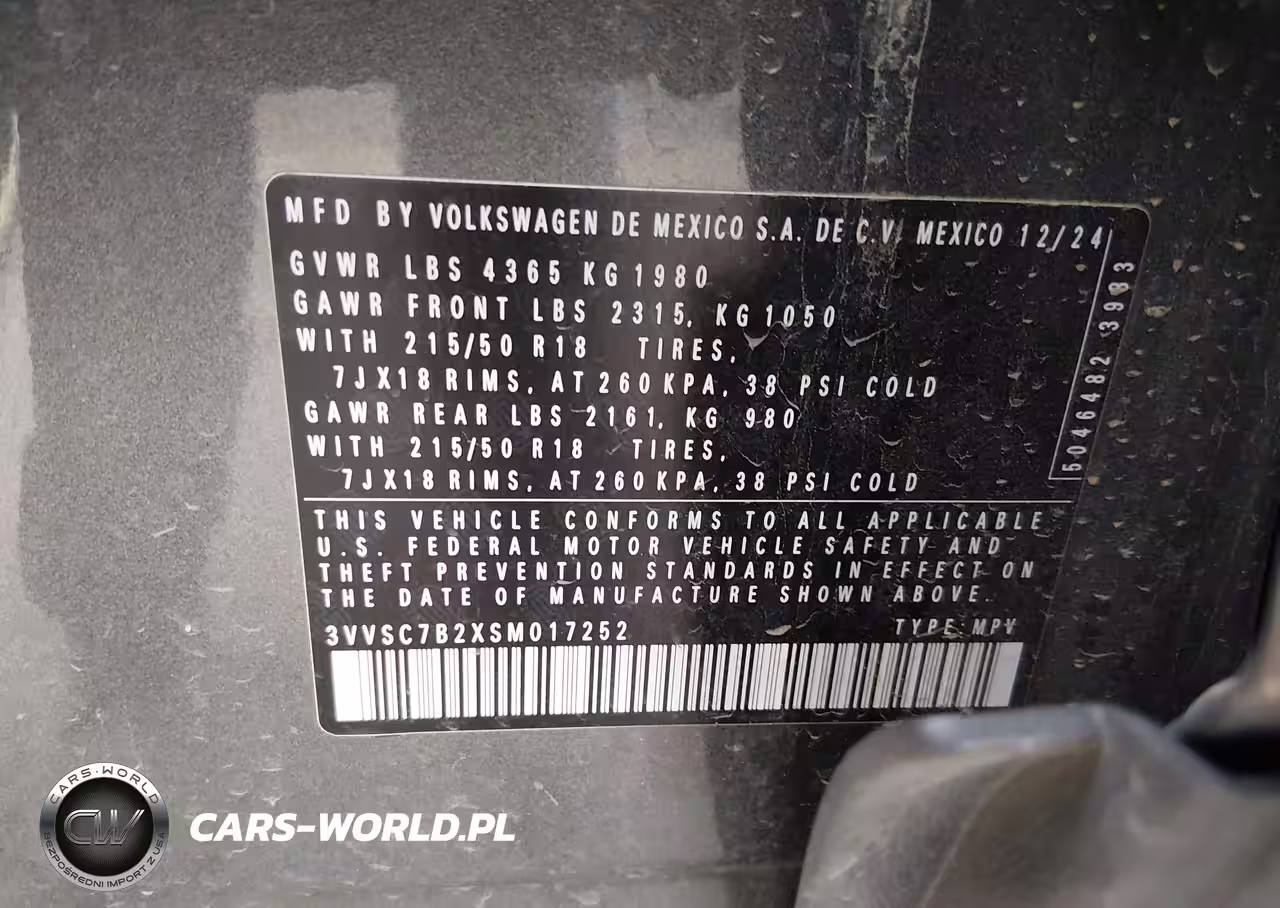 MFD BY VOLKSWAGEN DE MEXICO S.A. DE C.V. MEXICO 12/24
GVWR LBS 4365 KG 1980
GAWR FRONT LBS 2315, KG 1050
WITH 215/50 R18 TIRES,
7JX18 RIMS, AT 260 KPA, 38 PSI COLD
GAWR REAR LBS 2161, KG 980
WITH 215/50 R18 TIRES,
7JX18 RIMS, AT 260 KPA, 38 PSI COLD
5046482 3983
THIS VEHICLE CONFORMS TO ALL APPLICABLE
U.S. FEDERAL MOTOR VEHICLE SAFETY AND
THEFT PREVENTION STANDARDS IN EFFECT ON
THE DATE OF MANUFACTURE SHOWN ABOVE.
3VVSC7B2XSM017252 TYPE MPV
CARS-WORLD
CW
BEZPOŚREDNI IMPORT Z USA
CARS-WORLD.PL